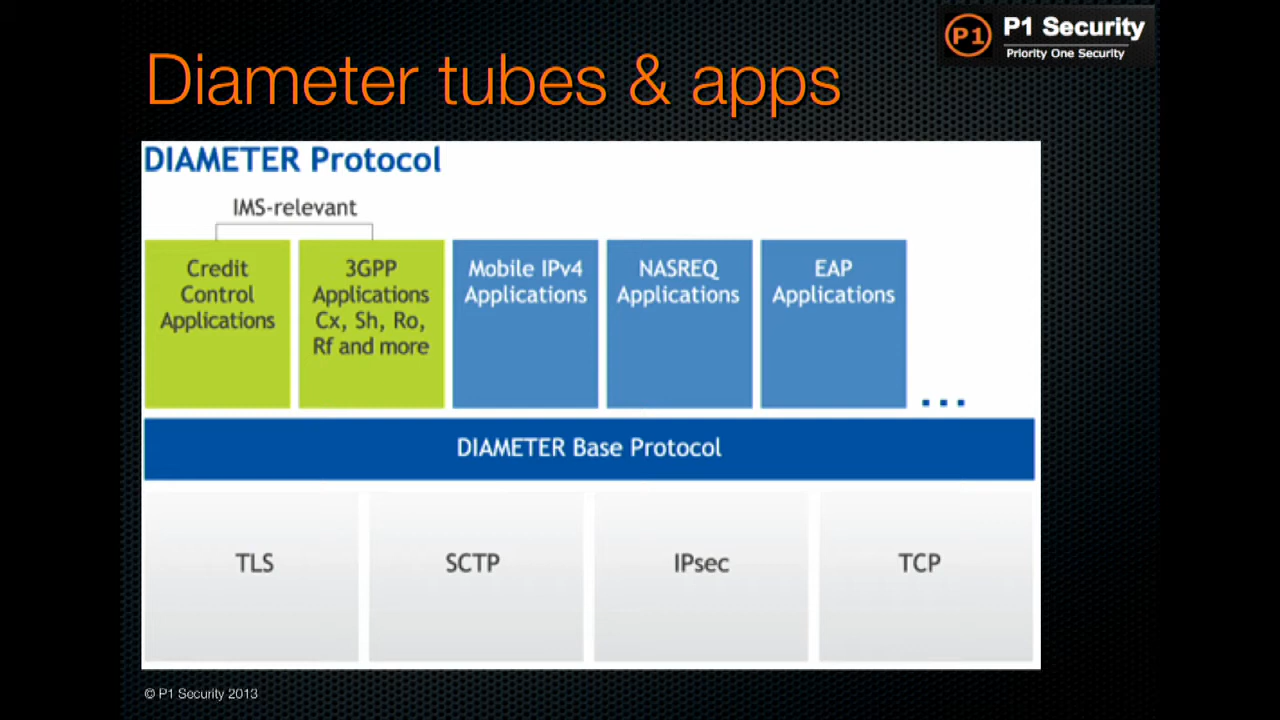 P1 P1 Security
Priority One Security
Diameter tubes & apps
DIAMETER Protocol
IMS-relevant
Credit
Control
Applications
3GPP
Applications
Cx, Sh, Ro,
Rf and more
Mobile IPv4
Applications
NASREQ
Applications
EAP
Applications
...
DIAMETER Base Protocol
TLS
SCTP
IPsec
TCP
© P1 Security 2013